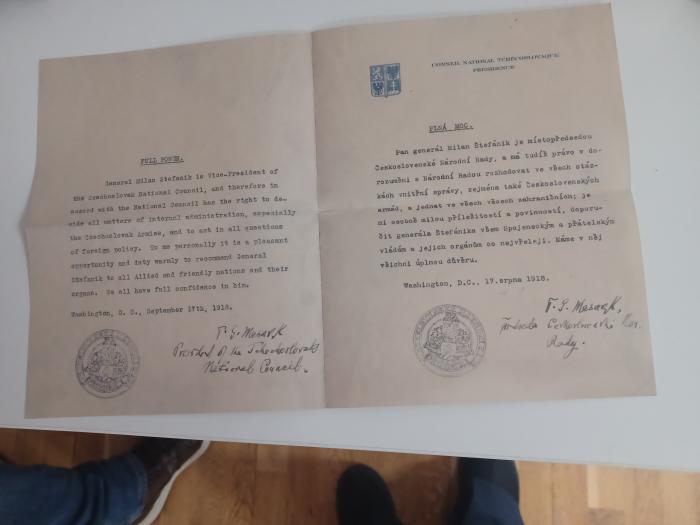 FULL POWER.
General Milan Stefanik is Vice-President of
the Czechoslovak National Council, and therefore in
accord with the National Council has the right to de-
cide all matters of internal administration, especially
the Czechoslovak Armies, and to act in all questions
of foreign policy. To me personally it is a pleasant
opportunity and duty warmly to recommend General
Stefanik to all Allied and friendly nations and their
organs. We all have full confidence in him.
Washington, D. C., September 17th, 1918.
T. G. Masaryk
President of the Tchechoslovak
National Council.
CONSEIL NATIONAL TCHÉCOSLOVAQUE
PRÉSIDENCE
PLNÁ MOC.
Pan generál Milan Štefánik je místopředsedou
Československé Národní Rady, a má tudíž právo v do-
rozumění s Národní Radou rozhodovat ve všech otáz-
kách vnitřní správy, zejména také Československých
armád, a jednat ve všech věcech zahraničních; je
mi osobně milou příležitostí a povinností, doporu-
čit generála Štefánika všem Spojeneckým a přátelským
vládám a jejich orgánům co nejvřeleji. Máme v něj
všichni úplnou důvěru.
Washington, D.C., 17. srpna 1918.
T. G. Masaryk,
Předseda Českoslovenké Nár.
Rady.